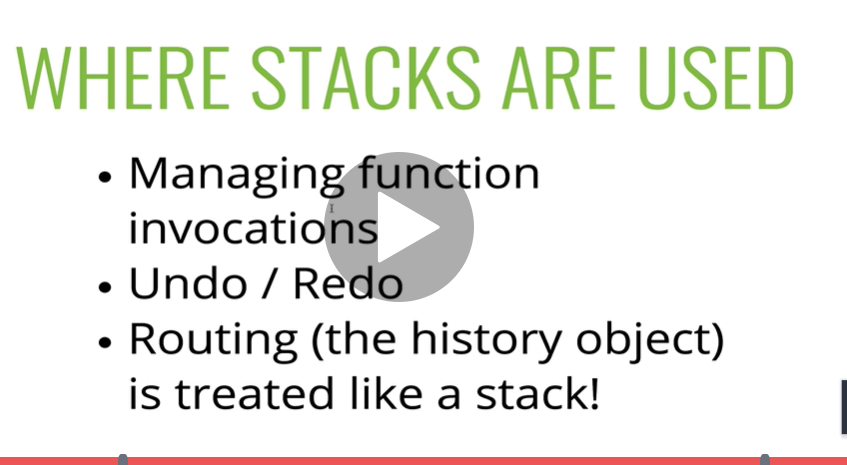 WHERE STACKS ARE USED
• Managing function
invocations
• Undo / Redo
• Routing (the history object)
is treated like a stack!